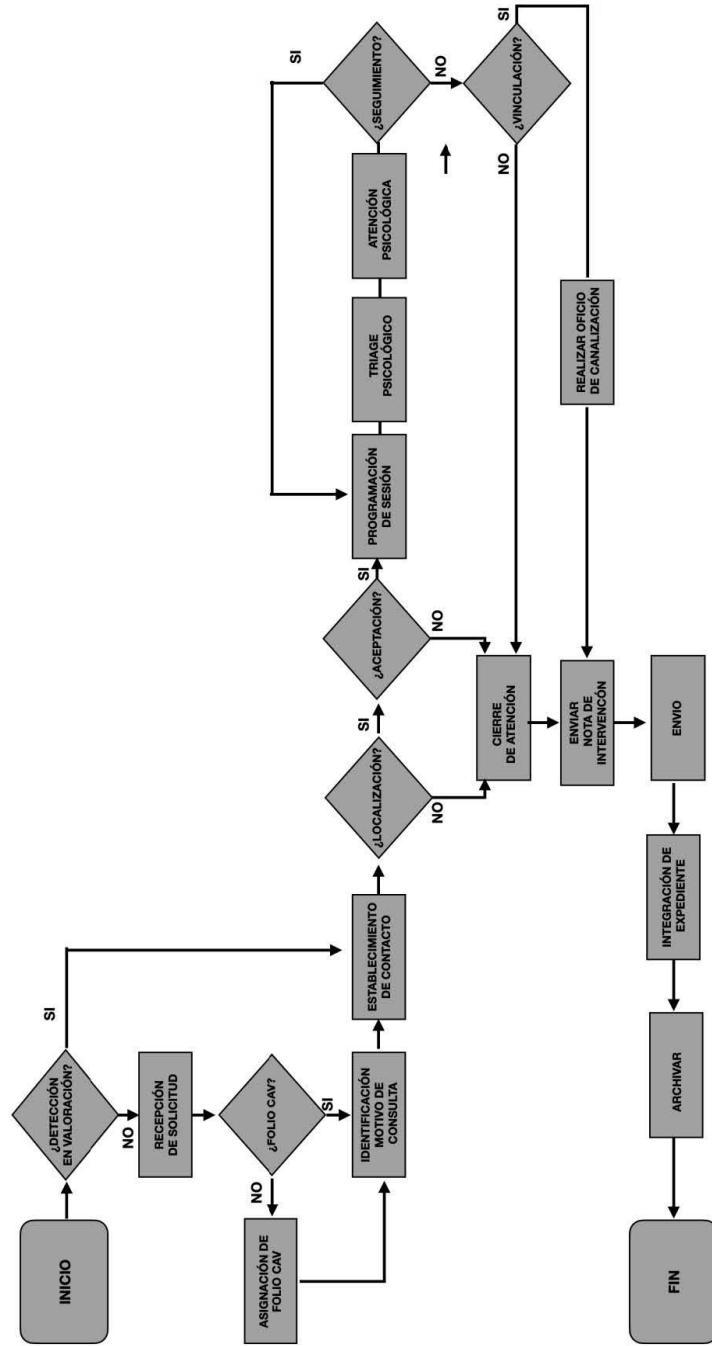 INICIO
¿DETECCIÓN
EN VALORACIÓN?
SI
NO
RECEPCIÓN
DE SOLICITUD
¿FOLIO CAV?
NO
SI
ASIGNACIÓN DE
FOLIO CAV
IDENTIFICACIÓN
MOTIVO DE
CONSULTA
ESTABLECIMIENTO
DE CONTACTO
¿LOCALIZACIÓN?
SI
NO
¿ACEPTACIÓN?
SI
NO
PROGRAMACIÓN
DE SESIÓN
TRIAGE
PSICOLÓGICO
ATENCIÓN
PSICOLÓGICA
¿SEGUIMIENTO?
SI
NO
¿VINCULACIÓN?
NO
SI
REALIZAR OFICIO
DE CANALIZACIÓN
CIERRE
DE ATENCIÓN
ENVIAR
NOTA DE
INTERVENCÓN
ENVIO
INTEGRACIÓN DE
EXPEDIENTE
ARCHIVAR
FIN